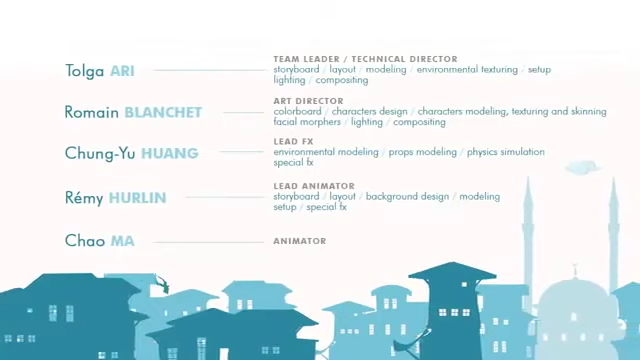 Tolga ARI
TEAM LEADER / TECHNICAL DIRECTOR
storyboard / layout / modeling / environmental texturing / setup
lighting / compositing
Romain BLANCHET
ART DIRECTOR
colorboard / characters design / characters modeling, texturing and skinning
facial morphers / lighting / compositing
Chung-Yu HUANG
LEAD FX
environmental modeling / props modeling / physics simulation
special fx
Rémy HURLIN
LEAD ANIMATOR
storyboard / layout / background design / modeling
setup / special fx
Chao MA
ANIMATOR